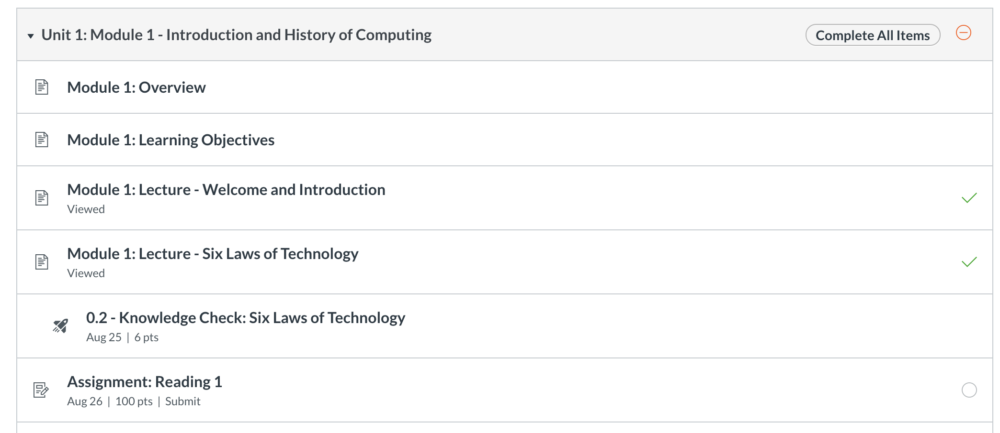 Unit 1: Module 1 - Introduction and History of Computing
Complete All Items
Module 1: Overview
Module 1: Learning Objectives
Module 1: Lecture - Welcome and Introduction
Viewed
Module 1: Lecture - Six Laws of Technology
Viewed
0.2 - Knowledge Check: Six Laws of Technology
Aug 25 | 6 pts
Assignment: Reading 1
Aug 26 | 100 pts | Submit